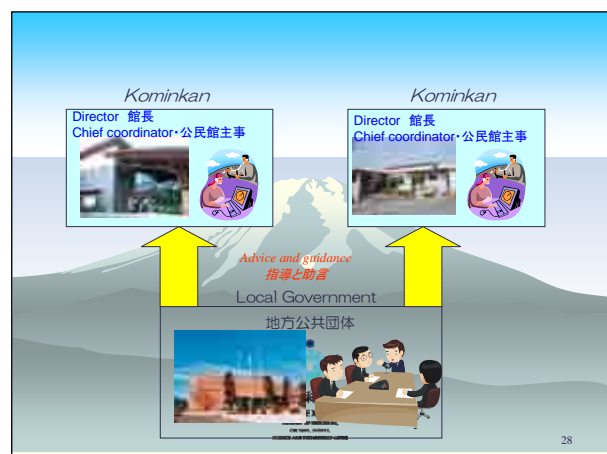 Kominkan
Director 館長
Chief coordinator・公民館主事
Kominkan
Director 館長
Chief coordinator・公民館主事
Advice and guidance
指導と助言
Local Government
地方公共団体
28